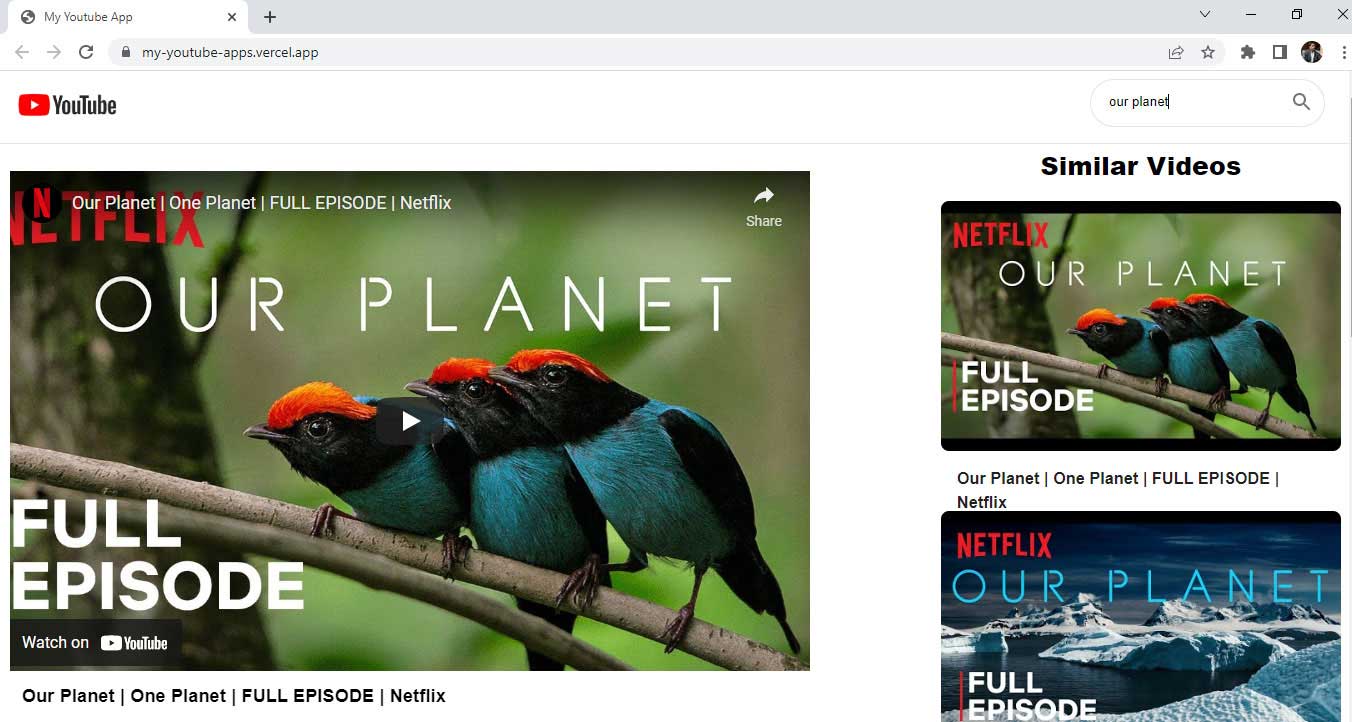 My Youtube App
my-youtube-apps.vercel.app
YouTube
our planet
NETFLIX
N
Our Planet | One Planet | FULL EPISODE | Netflix
Share
OUR PLANET
FULL
EPISODE
Watch on YouTube
Our Planet | One Planet | FULL EPISODE | Netflix
Similar Videos
NETFLIX
OUR PLANET
FULL
EPISODE
Our Planet | One Planet | FULL EPISODE |
Netflix
NETFLIX
OUR PLANET
FULL
EPISODE